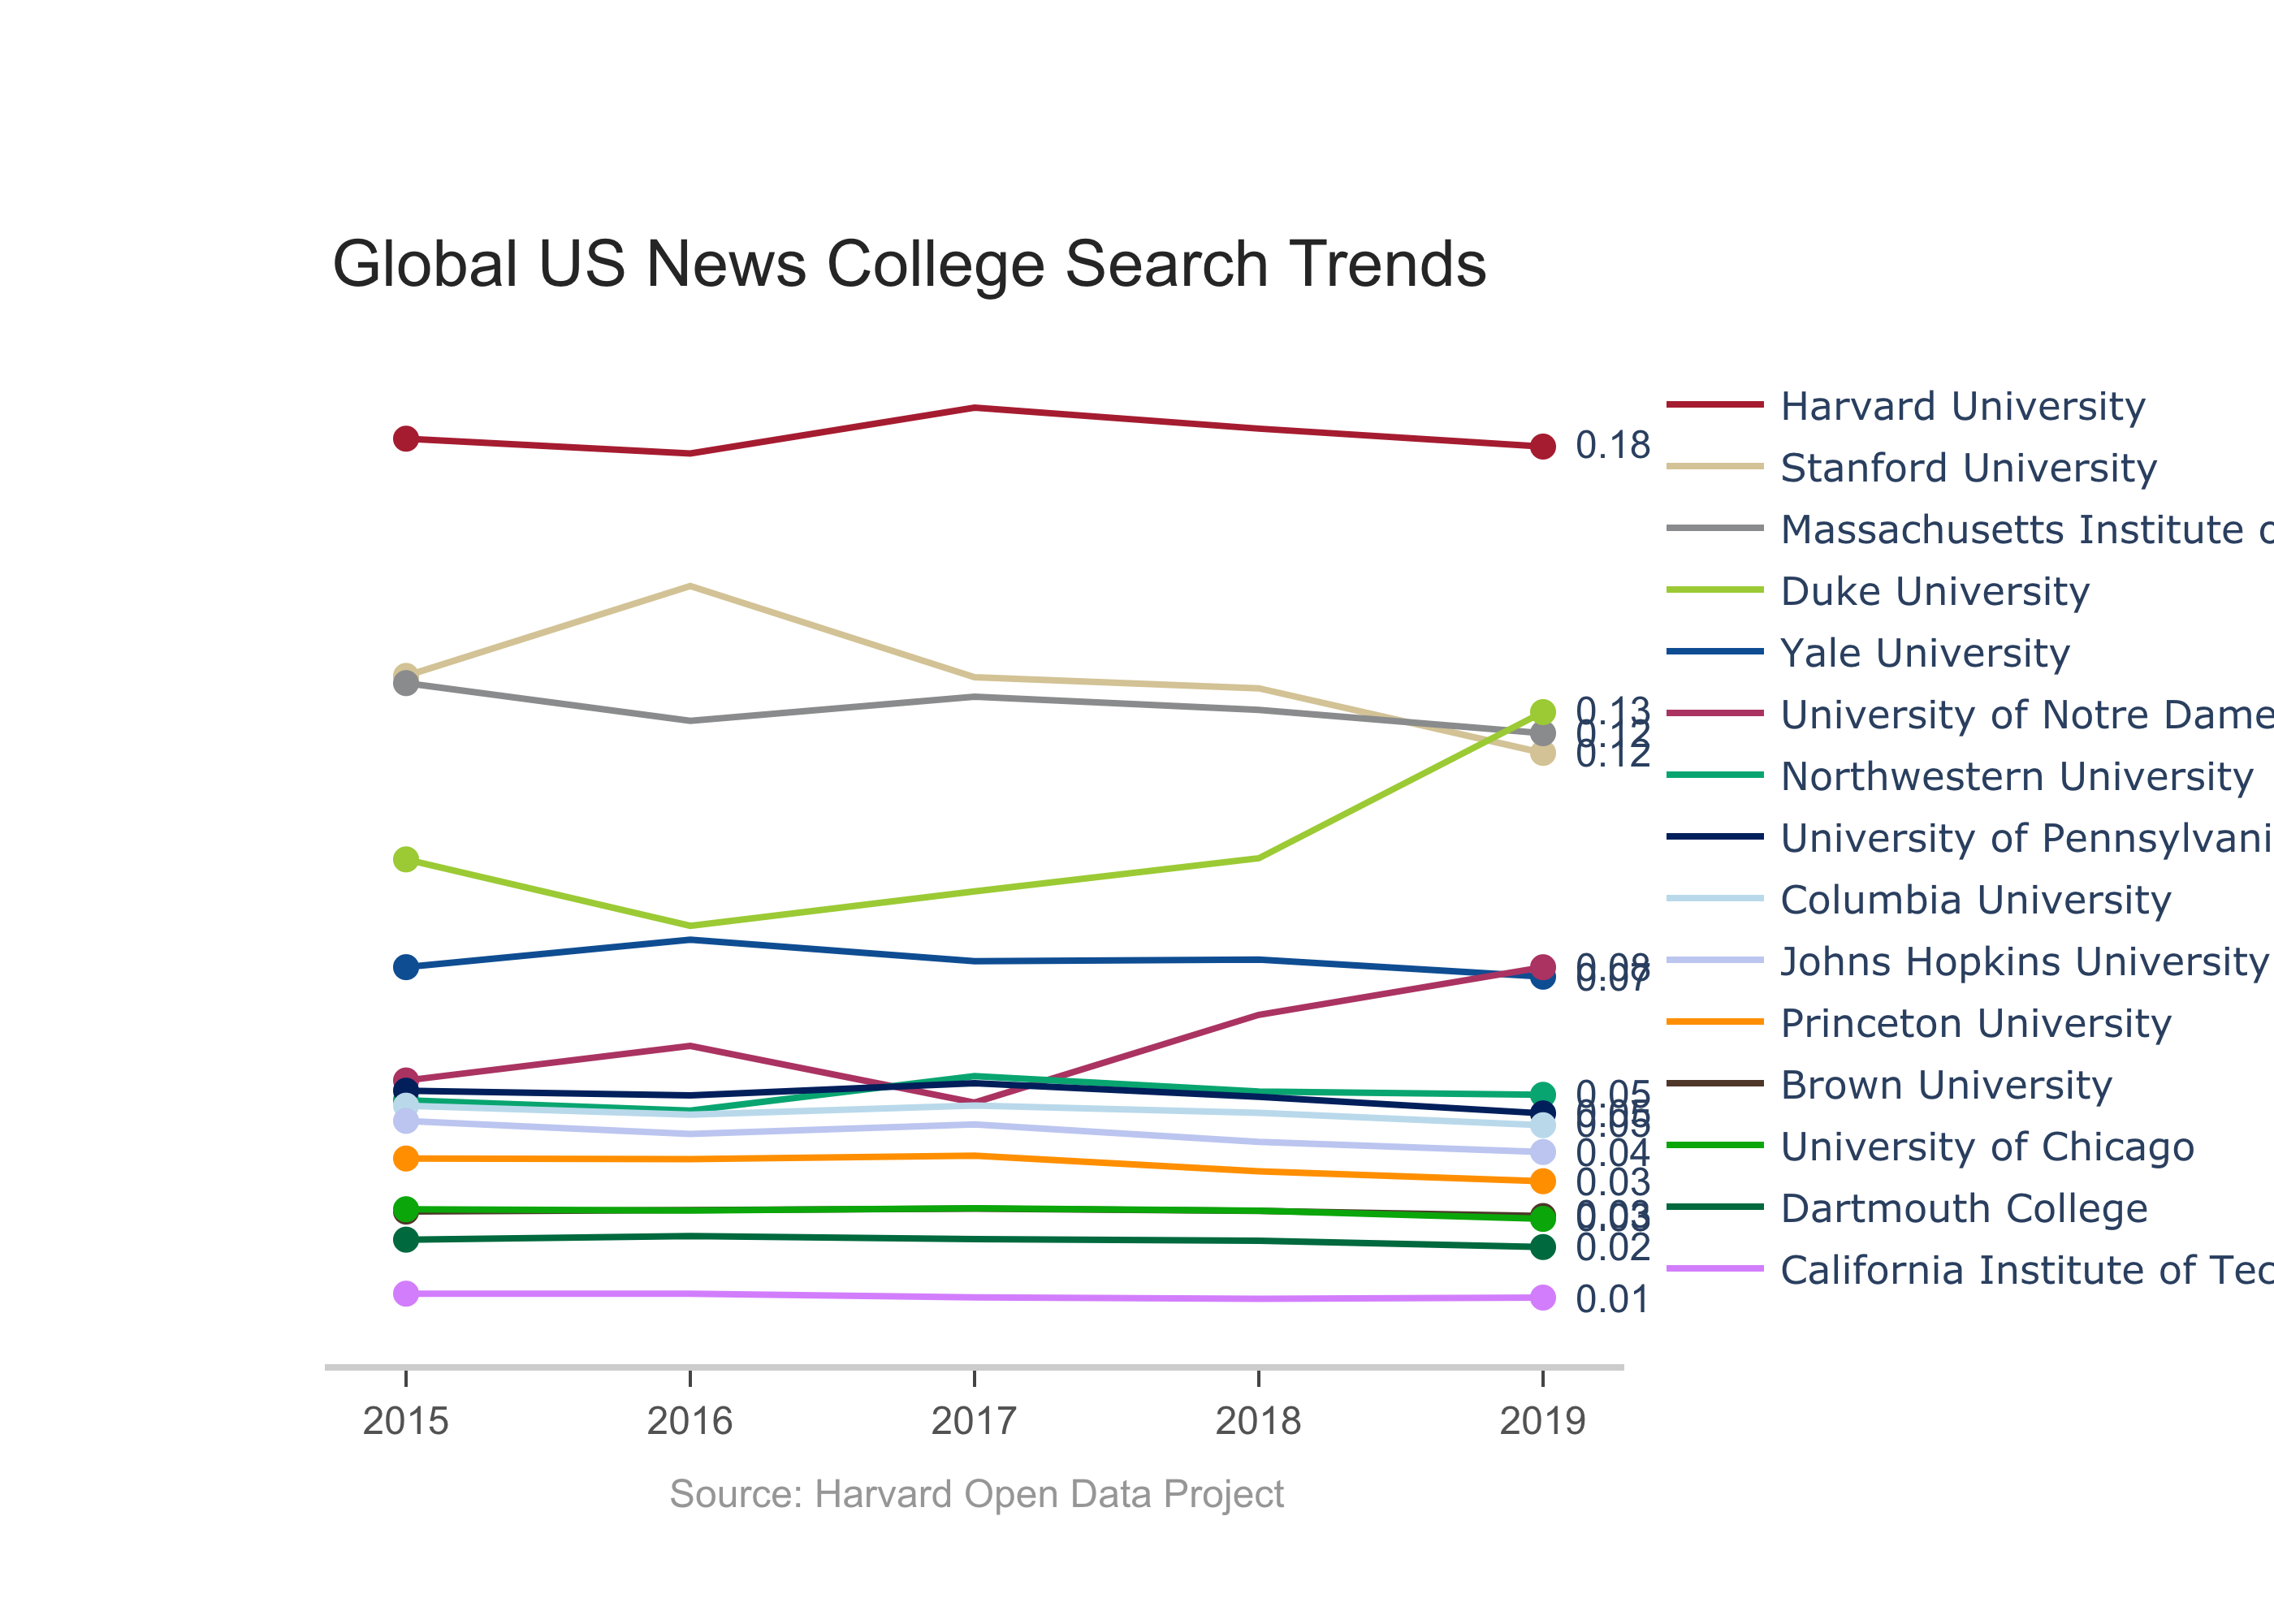 Global US News College Search Trends
Harvard University
Stanford University
Massachusetts Institute o
Duke University
Yale University
University of Notre Dame
Northwestern University
University of Pennsylvani
Columbia University
Johns Hopkins University
Princeton University
Brown University
University of Chicago
Dartmouth College
California Institute of Tec
0.18
0.13
0.12
0.12
0.08
0.07
0.05
0.05
0.05
0.04
0.03
0.03
0.03
0.02
0.01
2015 2016 2017 2018 2019
Source: Harvard Open Data Project